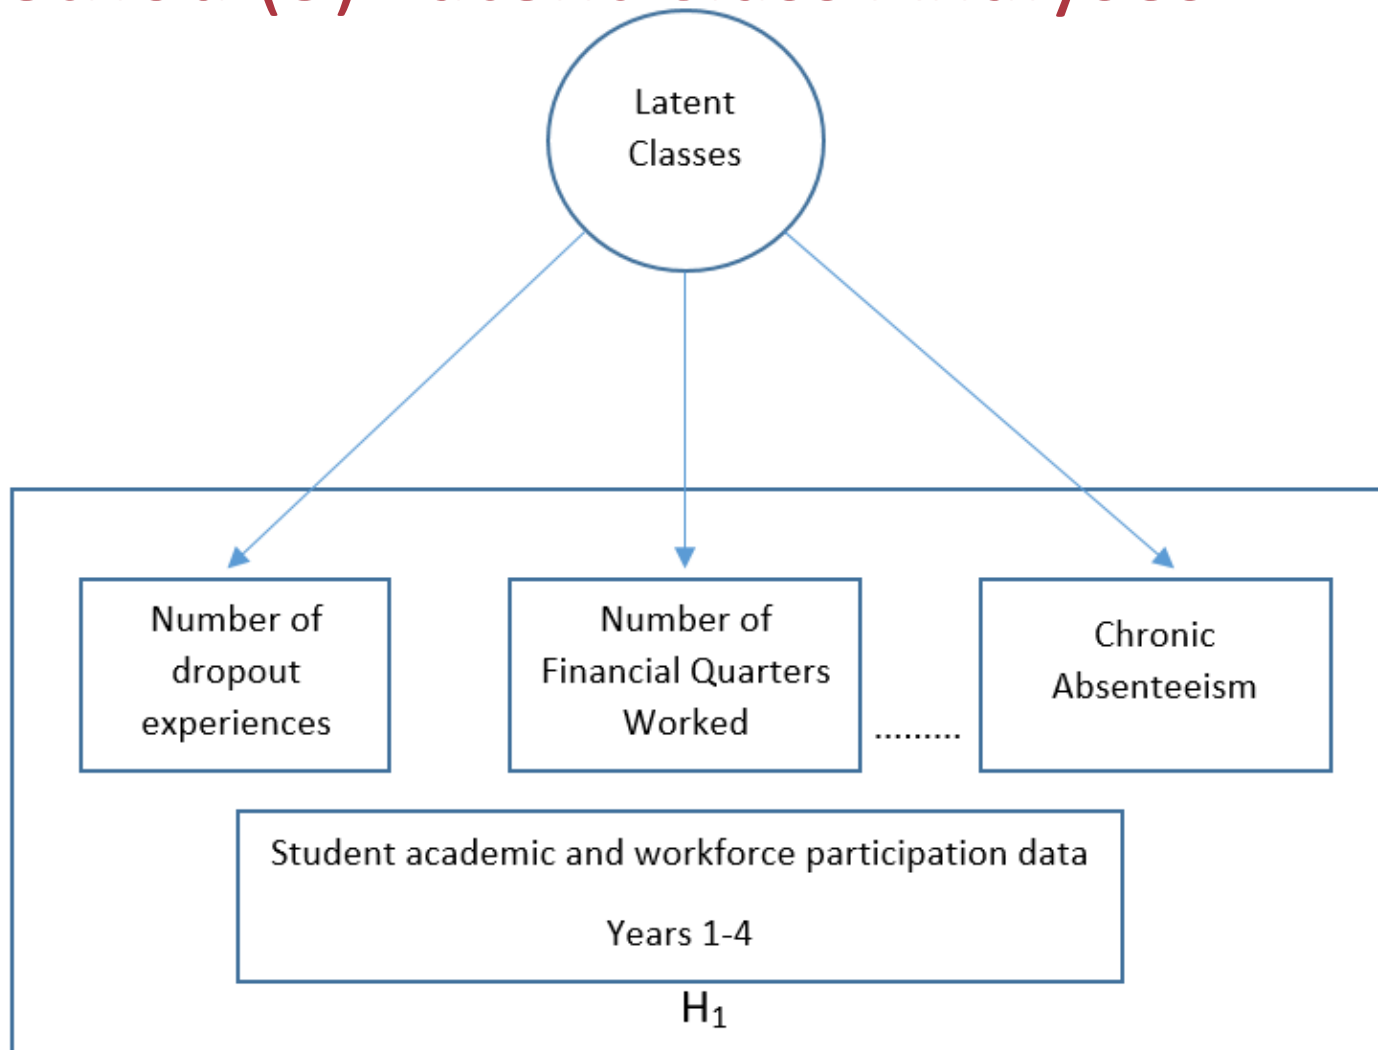 Latent
Classes
Number of
dropout
experiences
Number of
Financial Quarters
Worked
.........
Chronic
Absenteeism
Student academic and workforce participation data
Years 1-4
H₁